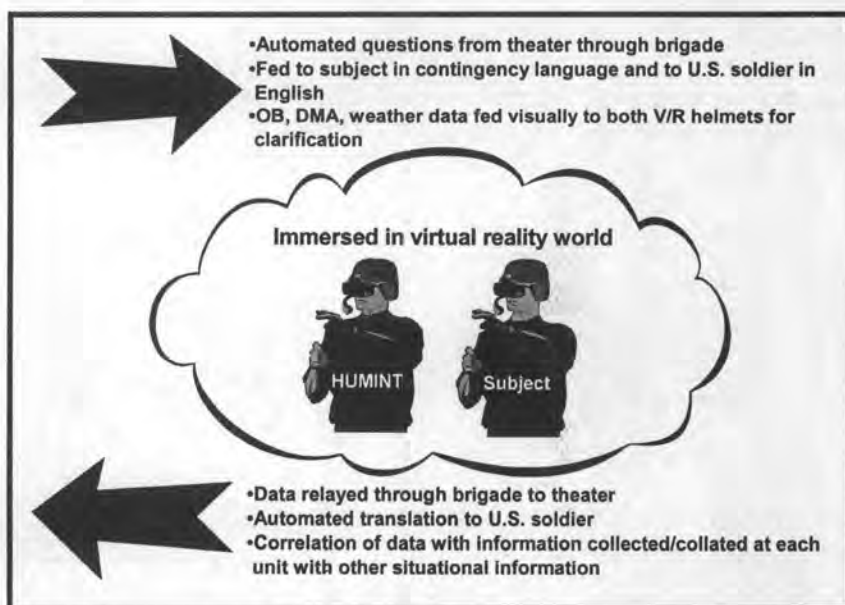 •Automated questions from theater through brigade
•Fed to subject in contingency language and to U.S. soldier in
English
•OB, DMA, weather data fed visually to both V/R helmets for
clarification
Immersed in virtual reality world
HUMINT
Subject
•Data relayed through brigade to theater
•Automated translation to U.S. soldier
•Correlation of data with information collected/collated at each
unit with other situational information